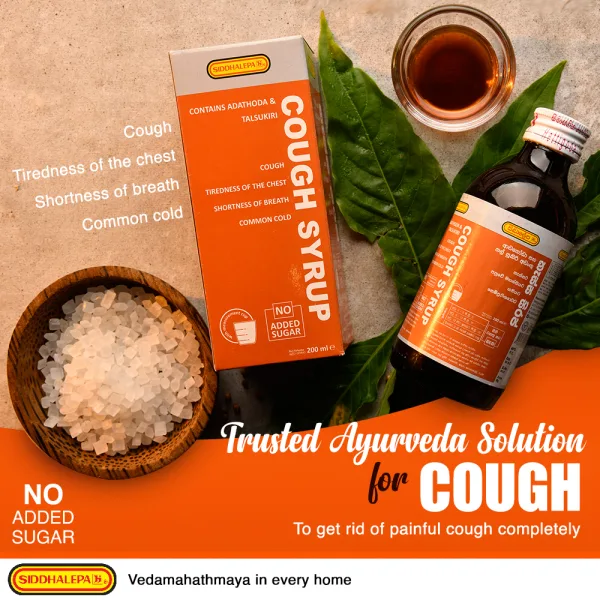 SIDDHALEPA
CONTAINS ADATHODA &
TALSUKIRI
COUGH SYRUP
COUGH
TIREDNESS OF THE CHEST
SHORTNESS OF BREATH
COMMON COLD
NO
ADDED
SUGAR
200 ml
Cough
Tiredness of the chest
Shortness of breath
Common cold
COUGH SYRUP
Trusted Ayurveda Solution
for COUGH
To get rid of painful cough completely
NO
ADDED
SUGAR
SIDDHALEPA
Vedamahathmaya in every home